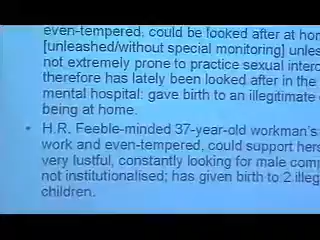 even-tempered, could be looked after at hom
[unleashed/without special monitoring] unles
not extremely prone to practice sexual interc
therefore has lately been looked after in the
mental hospital: gave birth to an illegitimate
being at home.
• H.R. Feeble-minded 37-year-old workman's
work and even-tempered, could support hers
very lustful, constantly looking for male comp
not institutionalised; has given birth to 2 illeg
children.